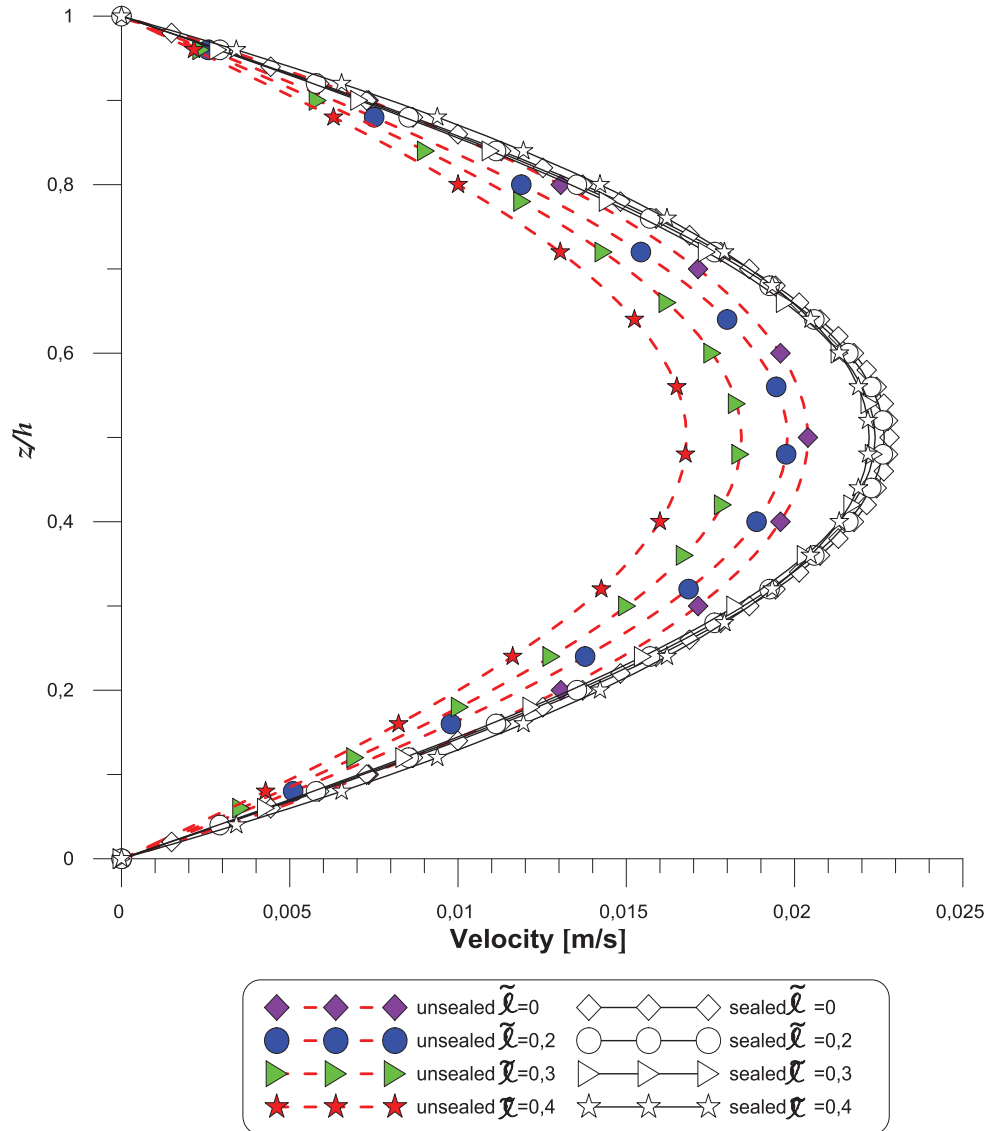 1
0,8
0,6
z/h
0,4
0,2
0
0 0,005 0,01 0,015 0,02 0,025
Velocity [m/s]
unsealed ℓ̃=0 sealed ℓ̃ =0
unsealed ℓ̃=0,2 sealed ℓ̃ =0,2
unsealed ℓ̃=0,3 sealed ℓ̃ =0,3
unsealed ℓ̃=0,4 sealed ℓ̃ =0,4